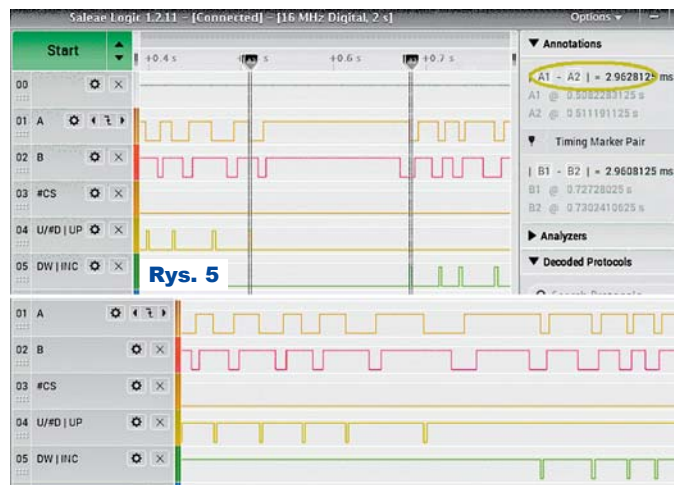 Saleae Logic 1.2.11 - [Connected] - [16 MHz Digital, 2 s]
Options
Start
+0.4 s
+0.6 s
+0.7 s
Annotations
| A1 - A2 | = 2.9628125 ms
A1 @ 0.5082283125 s
A2 @ 0.511191125 s
Timing Marker Pair
| B1 - B2 | = 2.9608125 ms
B1 @ 0.72728025 s
B2 @ 0.7302410625 s
Analyzers
Decoded Protocols
00
01 A
02 B
03 #CS
04 U/#D | UP
05 DW | INC
Rys. 5
01 A
02 B
03 #CS
04 U/#D | UP
05 DW | INC